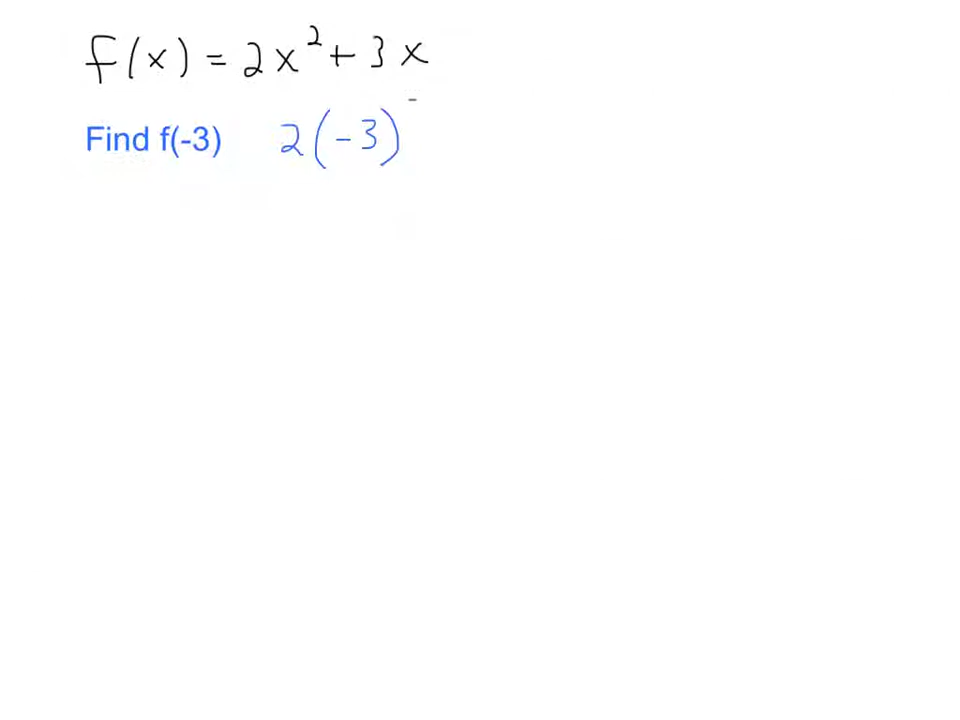 f(x) = 2x² + 3x
Find f(-3) 2(-3)